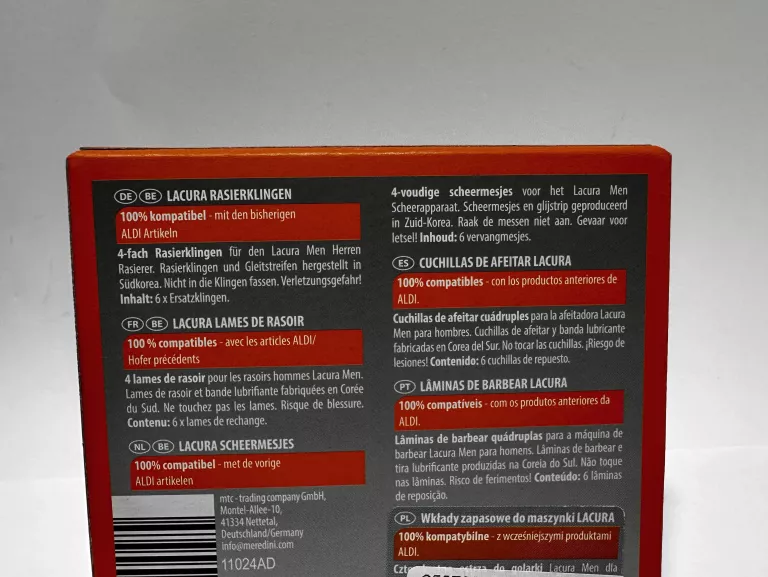 DE BE LACURA RASIERKLINGEN
100% kompatibel - mit den bisherigen
ALDI Artikeln
4-fach Rasierklingen für den Lacura Men Herren
Rasierer. Rasierklingen und Gleitstreifen hergestellt in
Südkorea. Nicht in die Klingen fassen. Verletzungsgefahr!
Inhalt: 6 x Ersatzklingen.
FR BE LACURA LAMES DE RASOIR
100 % compatibles - avec les articles ALDI/
Hofer précédents
4 lames de rasoir pour les rasoirs hommes Lacura Men.
Lames de rasoir et bande lubrifiante fabriquées en Corée
du Sud. Ne touchez pas les lames. Risque de blessure.
Contenu: 6 x lames de rechange.
NL BE LACURA SCHEERMESJES
100% compatibel - met de vorige
ALDI artikelen
mtc - trading company GmbH,
Montel-Allee-10,
41334 Nettetal,
Deutschland/Germany
info@meredini.com
11024AD
4-voudige scheermesjes voor het Lacura Men
Scheerapparaat. Scheermesjes en glijstrip geproduceerd
in Zuid-Korea. Raak de messen niet aan. Gevaar voor
letsel! Inhoud: 6 vervangmesjes.
ES CUCHILLAS DE AFEITAR LACURA
100% compatibles - con los productos anteriores de
ALDI.
Cuchillas de afeitar cuádruples para la afeitadora Lacura
Men para hombres. Cuchillas de afeitar y banda lubricante
fabricadas en Corea del Sur. No tocar las cuchillas. ¡Riesgo de
lesiones! Contenido: 6 cuchillas de repuesto.
PT LÂMINAS DE BARBEAR LACURA
100% compatíveis - com os produtos anteriores da
ALDI.
Lâminas de barbear quádruplas para a máquina de
barbear Lacura Men para homens. Lâminas de barbear e
tira lubrificante produzidas na Coreia do Sul. Não toque
nas lâminas. Risco de ferimentos! Conteúdo: 6 lâminas
de reposição.
PL Wkłady zapasowe do maszynki LACURA
100% kompatybilne - z wcześniejszymi produktami
ALDI.
ostrza do golarki Lacura Men dla